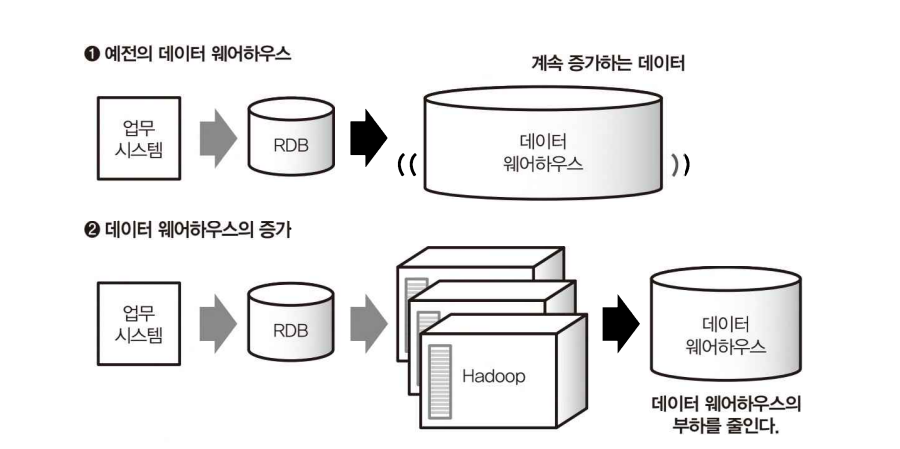 ❶ 예전의 데이터 웨어하우스
계속 증가하는 데이터
업무
시스템
RDB
데이터
웨어하우스
❷ 데이터 웨어하우스의 증가
업무
시스템
RDB
Hadoop
데이터
웨어하우스
데이터 웨어하우스의
부하를 줄인다.